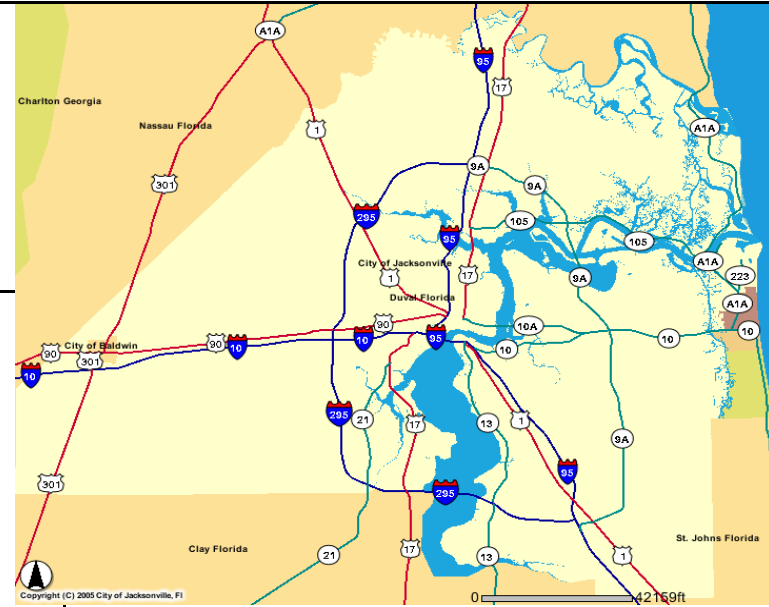 A1A
95
17
Charlton Georgia
Nassau Florida
1
A1A
9A
301
9A
295
105
95
105
City of Jacksonville
A1A
1
17
9A
223
Duval Florida
A1A
90
10A
10
City of Baldwin
90
10
95
10
90
301
10
10
10
295
21
17
13
1
9A
95
301
295
St. Johns Florida
Clay Florida
21
17
13
1
Copyright (C) 2005 City of Jacksonville, Fl
0
42159ft